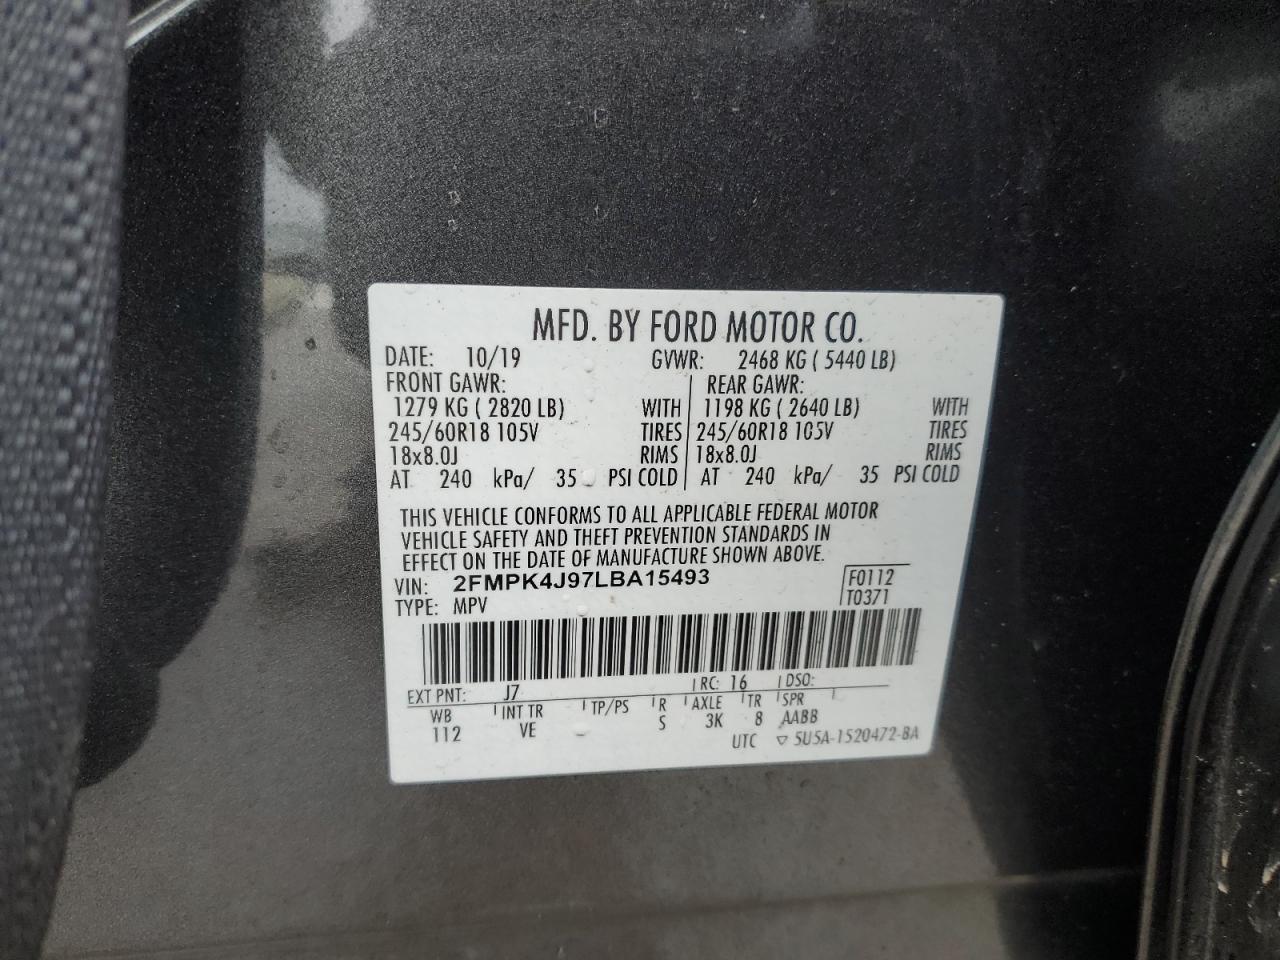 MFD. BY FORD MOTOR CO.
DATE: 10/19 GVWR: 2468 KG ( 5440 LB)
FRONT GAWR: REAR GAWR:
1279 KG ( 2820 LB) WITH 1198 KG ( 2640 LB) WITH
245/60R18 105V TIRES 245/60R18 105V TIRES
18x8.0J RIMS 18x8.0J RIMS
AT 240 kPa/ 35 PSI COLD AT 240 kPa/ 35 PSI COLD
THIS VEHICLE CONFORMS TO ALL APPLICABLE FEDERAL MOTOR
VEHICLE SAFETY AND THEFT PREVENTION STANDARDS IN
EFFECT ON THE DATE OF MANUFACTURE SHOWN ABOVE.
VIN: 2FMPK4J97LBA15493 F0112
TYPE: MPV T0371
EXT PNT: J7 RC: 16 DSO:
WB INT TR TP/PS R AXLE TR SPR
112 VE S 3K 8 AABB
UTC ▽ 5U5A-1520472-BA